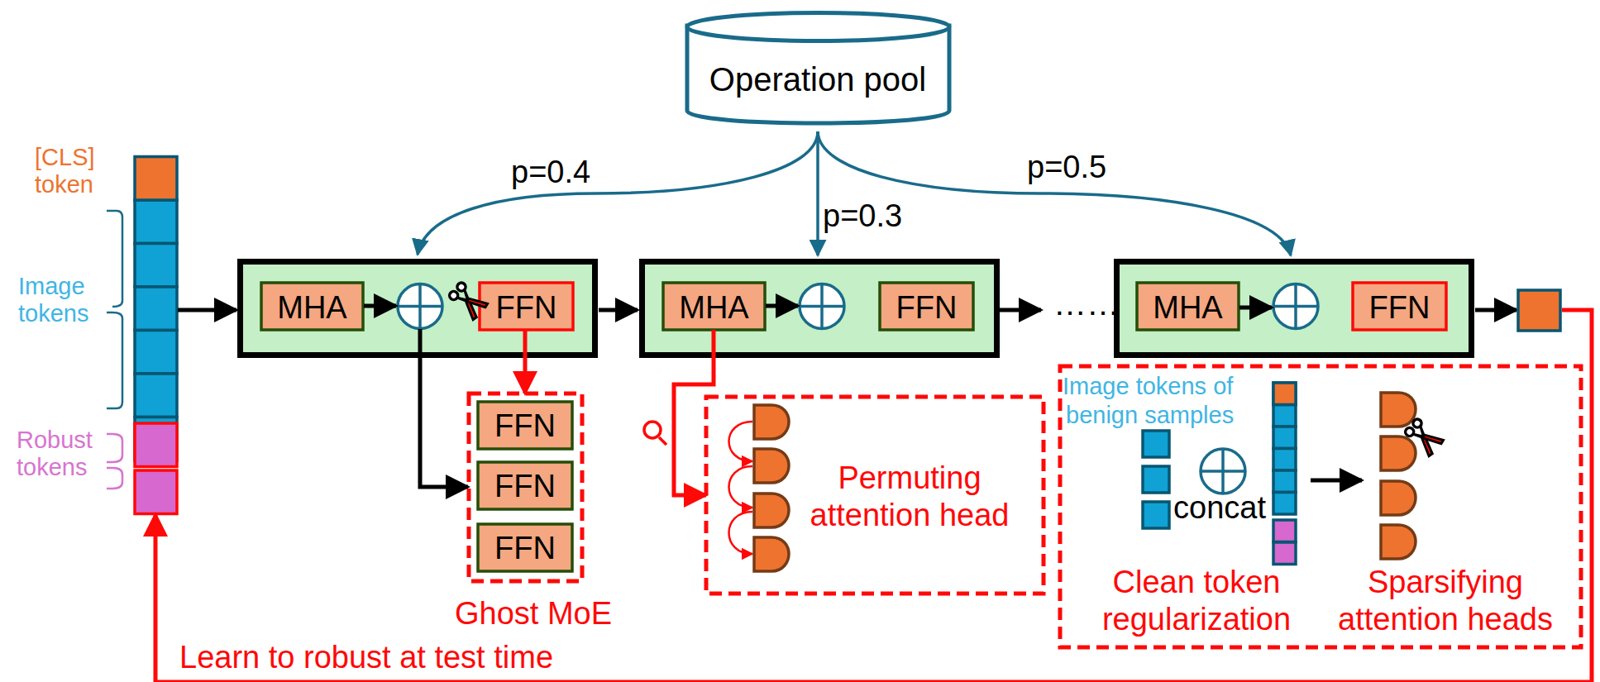 Operation pool
p=0.4
p=0.5
p=0.3
[CLS]
token
Image
tokens
Robust
tokens
MHA
FFN
MHA
FFN
……
MHA
FFN
FFN
FFN
FFN
Ghost MoE
Permuting
attention head
Image tokens of
benign samples
concat
Clean token
regularization
Sparsifying
attention heads
Learn to robust at test time